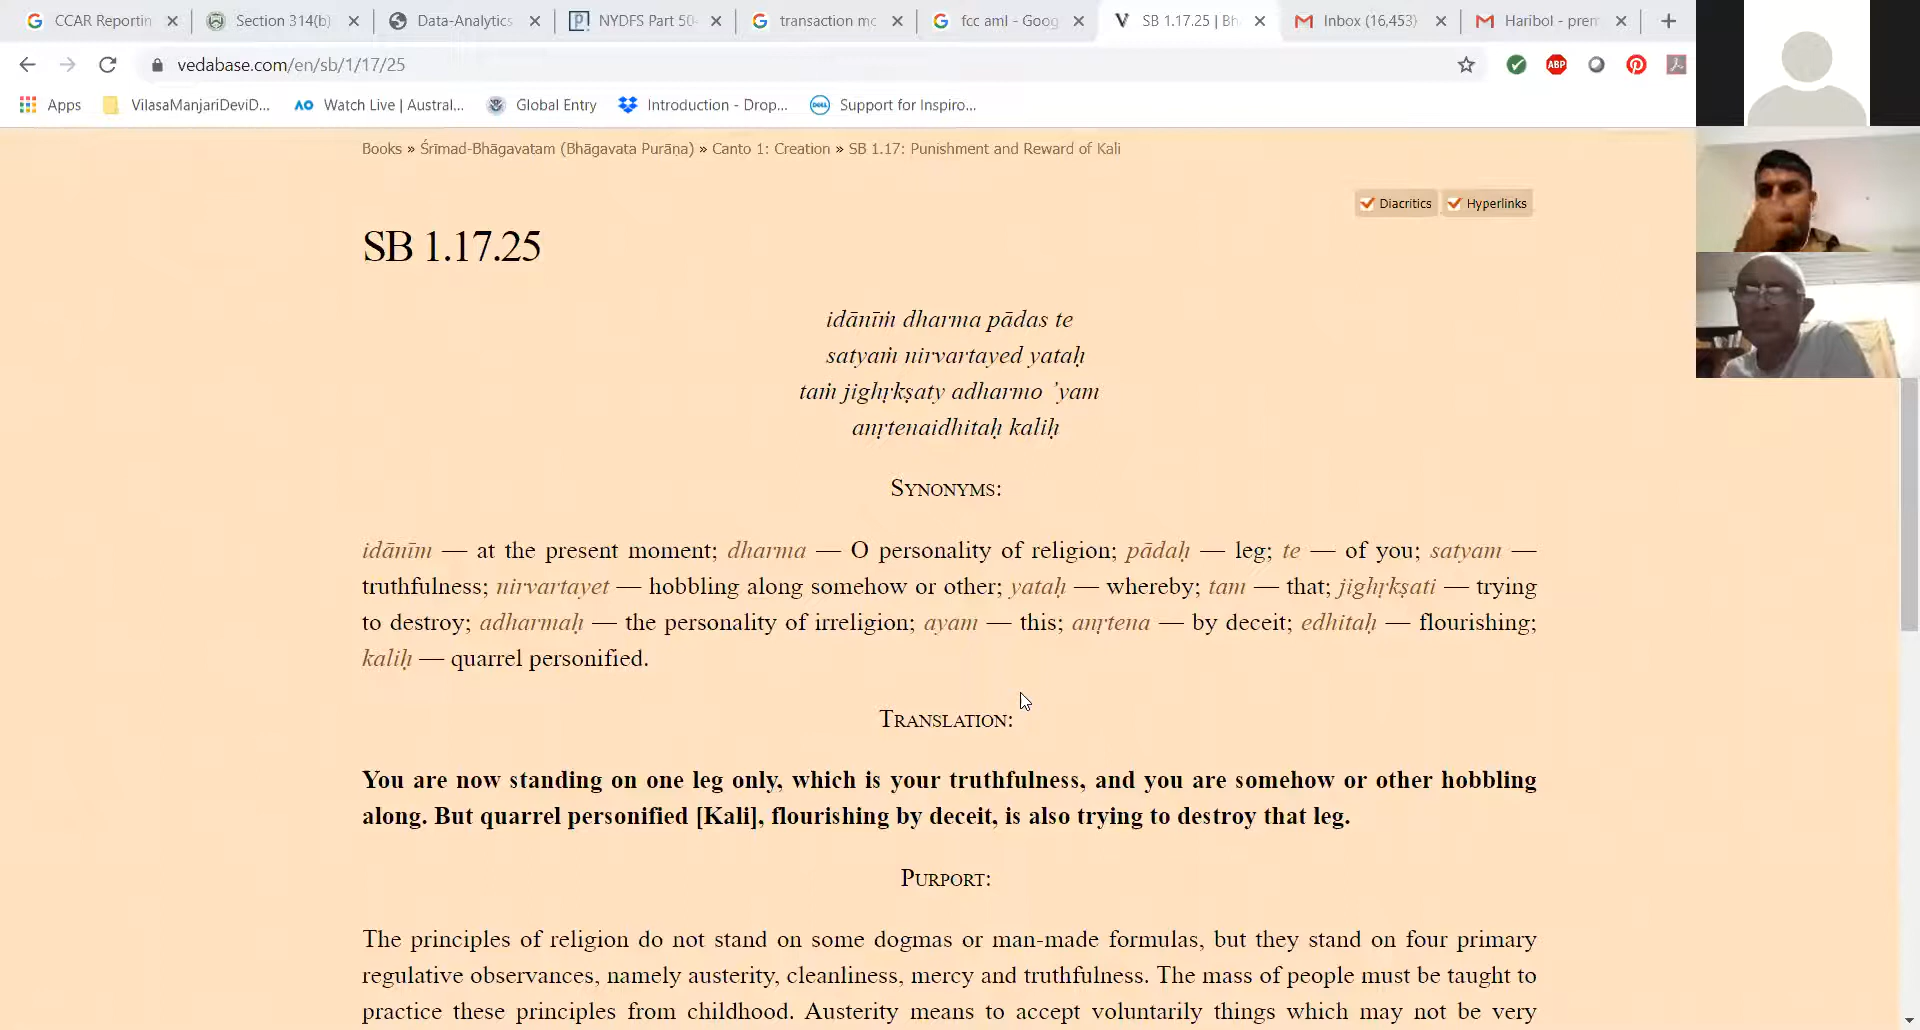 CCAR Reportin
Section 314(b)
Data-Analytics
NYDFS Part 50
transaction mo
fcc aml - Goog
SB 1.17.25 | Bh
Inbox (16,453)
Haribol - prem
vedabase.com/en/sb/1/17/25
ABP
Apps
VilasaManjariDeviD...
Watch Live | Austral...
Global Entry
Introduction - Drop...
Support for Inspiro...
Books » Śrīmad-Bhāgavatam (Bhāgavata Purāṇa) » Canto 1: Creation » SB 1.17: Punishment and Reward of Kali
Diacritics
Hyperlinks
SB 1.17.25
idānīṁ dharma pādas te
satyaṁ nirvartayed yataḥ
taṁ jighṛkṣaty adharmo ’yam
anṛtenaidhitaḥ kaliḥ
SYNONYMS:
idānīm — at the present moment; dharma — O personality of religion; pādaḥ — leg; te — of you; satyam —
truthfulness; nirvartayet — hobbling along somehow or other; yataḥ — whereby; tam — that; jighṛkṣati — trying
to destroy; adharmaḥ — the personality of irreligion; ayam — this; anṛtena — by deceit; edhitaḥ — flourishing;
kaliḥ — quarrel personified.
TRANSLATION:
You are now standing on one leg only, which is your truthfulness, and you are somehow or other hobbling
along. But quarrel personified [Kali], flourishing by deceit, is also trying to destroy that leg.
PURPORT:
The principles of religion do not stand on some dogmas or man-made formulas, but they stand on four primary
regulative observances, namely austerity, cleanliness, mercy and truthfulness. The mass of people must be taught to
practice these principles from childhood. Austerity means to accept voluntarily things which may not be very